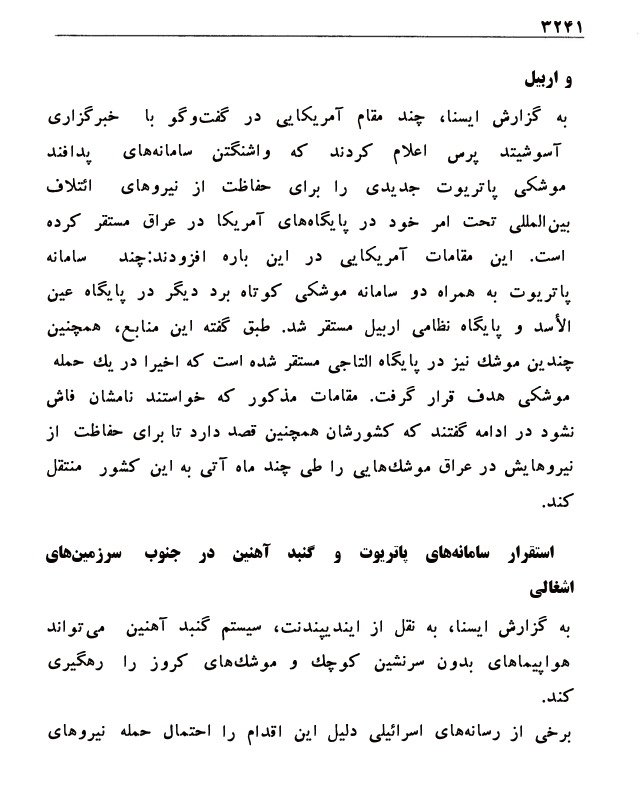 ۳۲۴۱
و اربیل
به گزارش ایسنا، چند مقام آمریکایی در گفت‌وگو با خبرگزاری
آسوشیتد پرس اعلام کردند که واشنگتن سامانه‌های پدافند
موشکی پاتریوت جدیدی را برای حفاظت از نیروهای ائتلاف
بین‌المللی تحت امر خود در پایگاه‌های آمریکا در عراق مستقر کرده
است. این مقامات آمریکایی در این باره افزودند:چند سامانه
پاتریوت به همراه دو سامانه موشکی کوتاه برد دیگر در پایگاه عین
الأسد و پایگاه نظامی اربیل مستقر شد. طبق گفته این منابع، همچنین
چندین موشك نیز در پایگاه التاجی مستقر شده است که اخیرا در یك حمله
موشکی هدف قرار گرفت. مقامات مذکور که خواستند نامشان فاش
نشود در ادامه گفتند که کشورشان همچنین قصد دارد تا برای حفاظت از
نیروهایش در عراق موشك‌هایی را طی چند ماه آتی به این کشور منتقل
کند.
استقرار سامانه‌های پاتریوت و گنبد آهنین در جنوب سرزمین‌های
اشغالی
به گزارش ایسنا، به نقل از ایندیپندنت، سیستم گنبد آهنین می‌تواند
هواپیماهای بدون سرنشین کوچك و موشك‌های کروز را رهگیری
کند.
برخی از رسانه‌های اسرائیلی دلیل این اقدام را احتمال حمله نیروهای